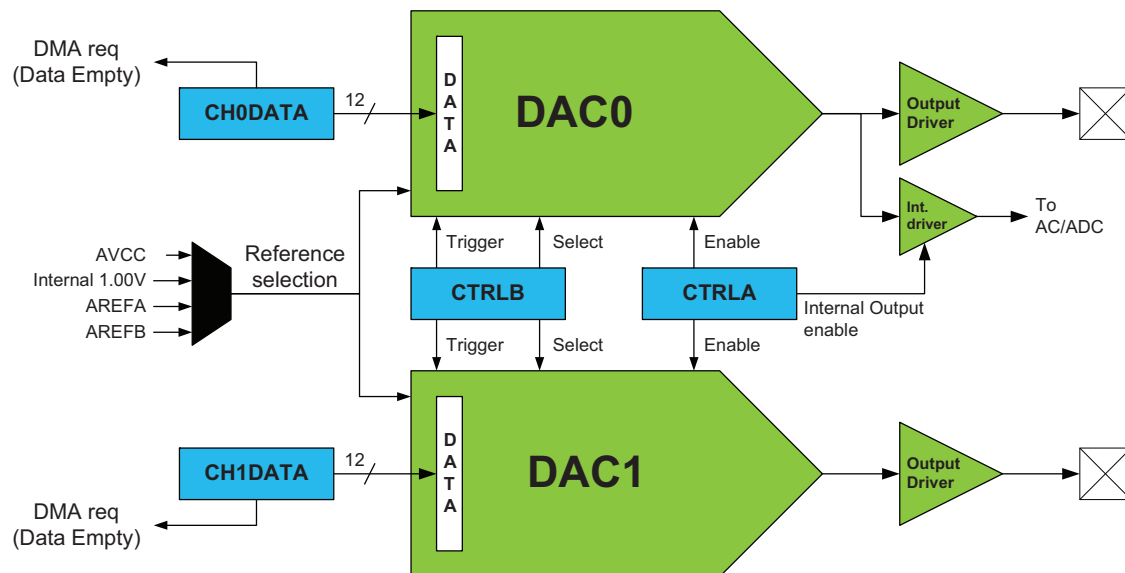 DMA req
(Data Empty)
CH0DATA
12
DATA
DAC0
Output
Driver
Int.
driver
To
AC/ADC
Trigger
Select
Enable
AVCC
Internal 1.00V
AREFA
AREFB
Reference
selection
CTRLB
CTRLA
Internal Output
enable
Trigger
Select
Enable
CH1DATA
12
DATA
DAC1
Output
Driver
DMA req
(Data Empty)